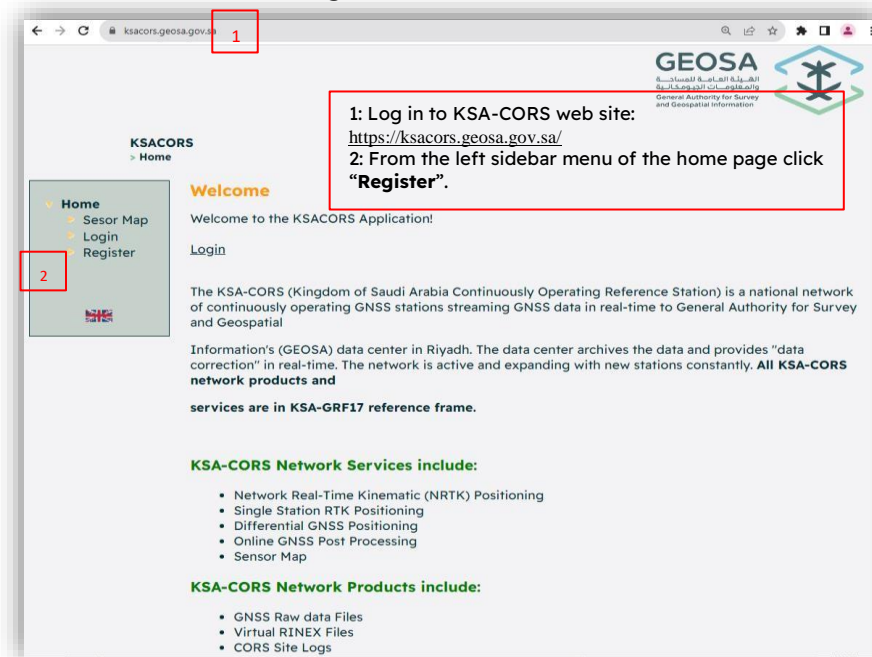 ksacors.geosa.gov.sa
1
GEOSA
الهيئة العامة للمساحة
والمعلومات الجيومكانية
General Authority for Survey
and Geospatial Information
1: Log in to KSA-CORS web site:
https://ksacors.geosa.gov.sa/
2: From the left sidebar menu of the home page click
“Register”.
KSACORS
> Home
Home
Sesor Map
Login
Register
2
Welcome
Welcome to the KSACORS Application!
Login
The KSA-CORS (Kingdom of Saudi Arabia Continuously Operating Reference Station) is a national network
of continuously operating GNSS stations streaming GNSS data in real-time to General Authority for Survey
and Geospatial
Information's (GEOSA) data center in Riyadh. The data center archives the data and provides "data
correction" in real-time. The network is active and expanding with new stations constantly. All KSA-CORS
network products and
services are in KSA-GRF17 reference frame.
KSA-CORS Network Services include:
• Network Real-Time Kinematic (NRTK) Positioning
• Single Station RTK Positioning
• Differential GNSS Positioning
• Online GNSS Post Processing
• Sensor Map
KSA-CORS Network Products include:
• GNSS Raw data Files
• Virtual RINEX Files
• CORS Site Logs